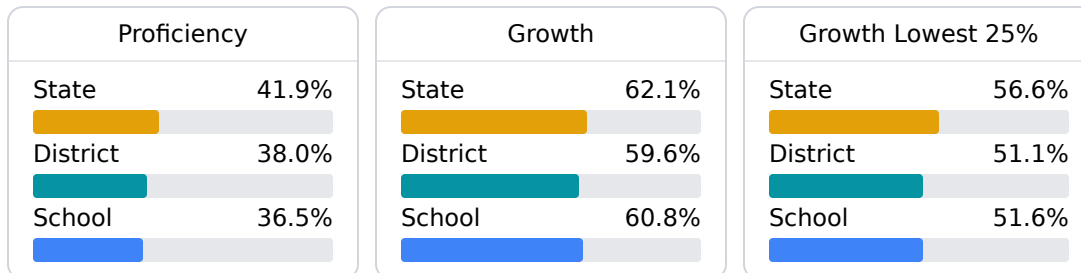 Proficiency
State 41.9%
District 38.0%
School 36.5%
Growth
State 62.1%
District 59.6%
School 60.8%
Growth Lowest 25%
State 56.6%
District 51.1%
School 51.6%